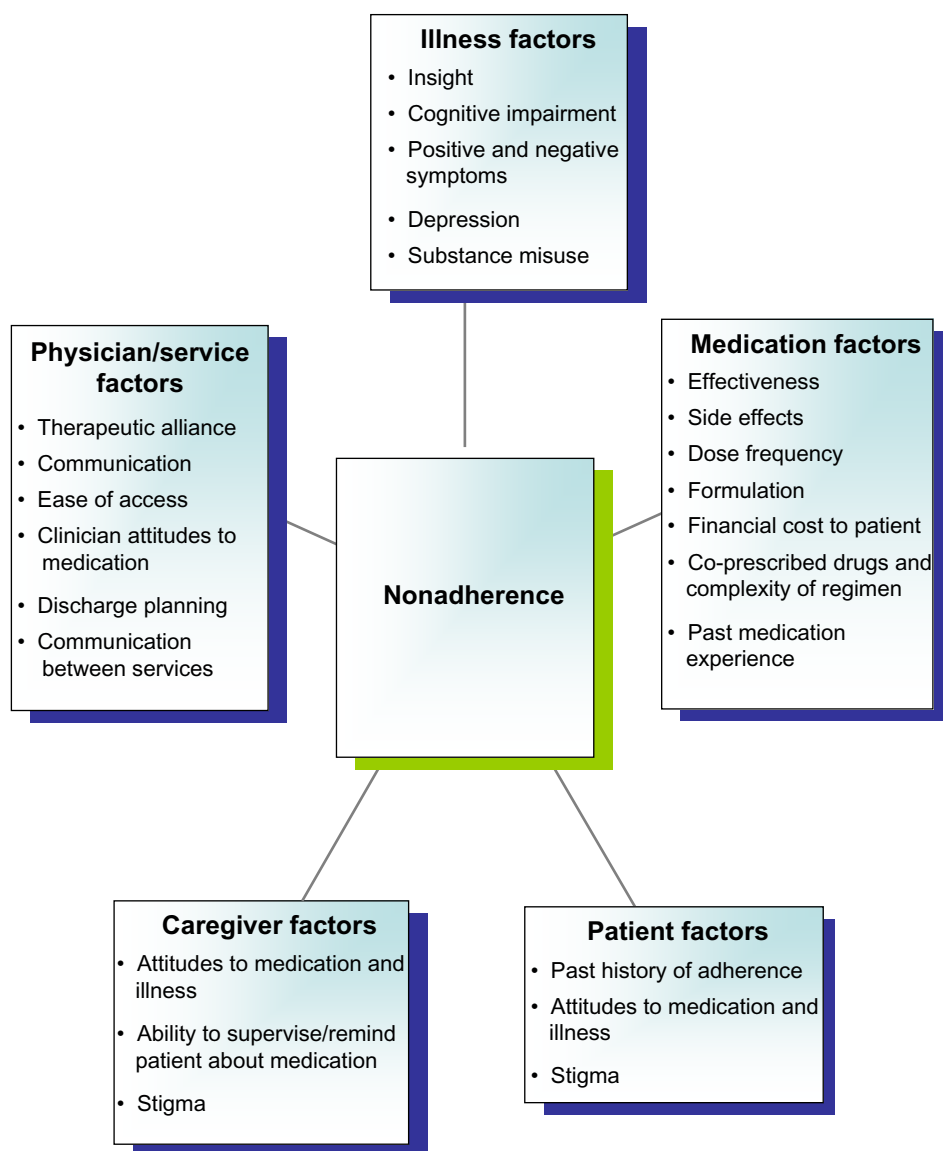 Illness factors
• Insight
• Cognitive impairment
• Positive and negative
symptoms
• Depression
• Substance misuse
Physician/service
factors
• Therapeutic alliance
• Communication
• Ease of access
• Clinician attitudes to
medication
• Discharge planning
• Communication
between services
Medication factors
• Effectiveness
• Side effects
• Dose frequency
• Formulation
• Financial cost to patient
• Co-prescribed drugs and
complexity of regimen
• Past medication
experience
Nonadherence
Caregiver factors
• Attitudes to medication and
illness
• Ability to supervise/remind
patient about medication
• Stigma
Patient factors
• Past history of adherence
• Attitudes to medication and
illness
• Stigma